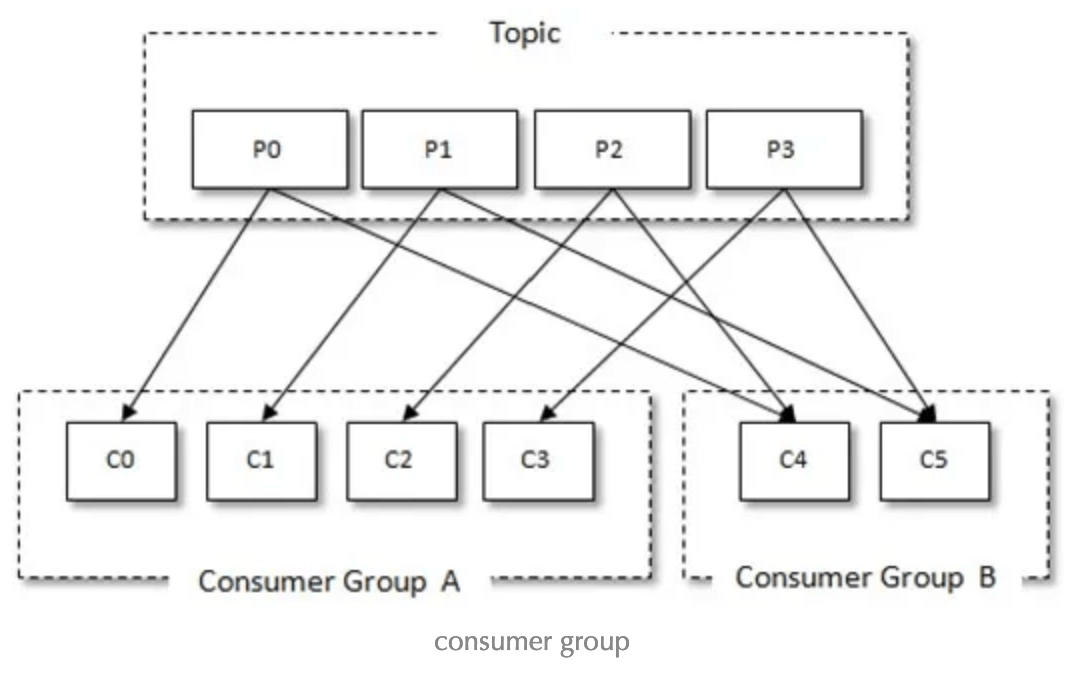 Topic
P0 P1 P2 P3
C0 C1 C2 C3 C4 C5
Consumer Group A Consumer Group B
consumer group